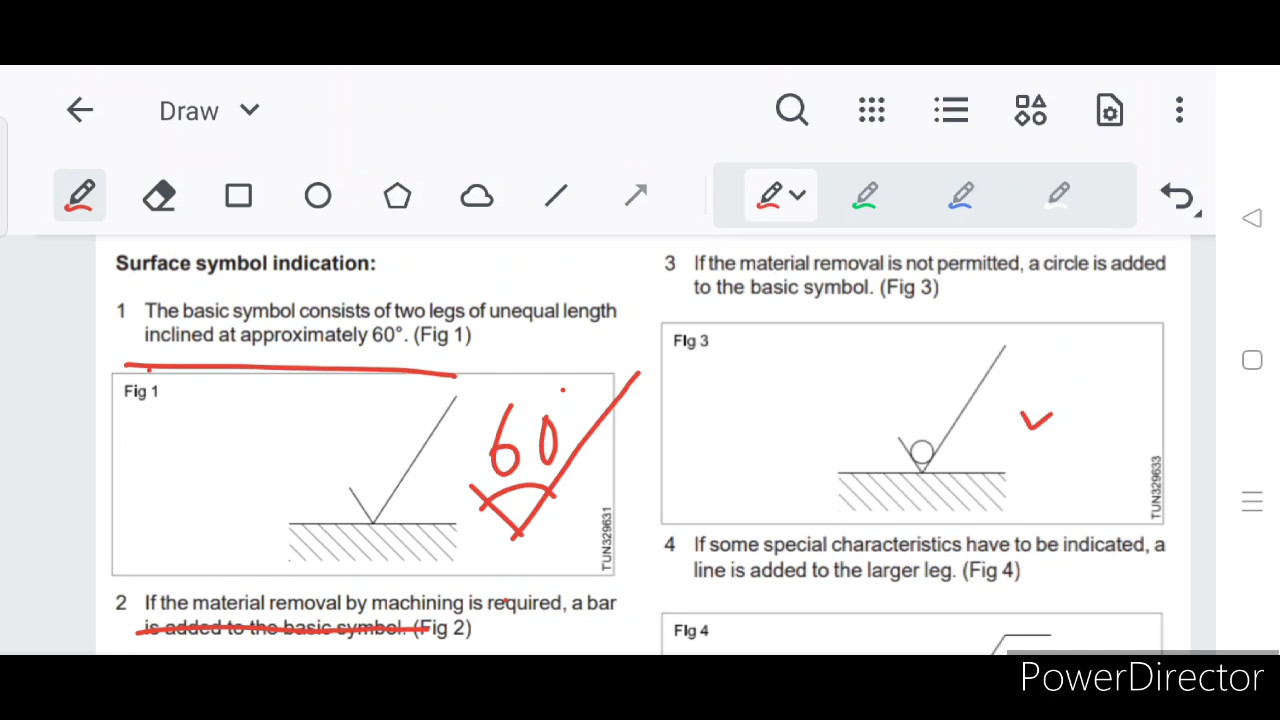 Draw
Surface symbol indication:
1 The basic symbol consists of two legs of unequal length
inclined at approximately 60°. (Fig 1)
Fig 1
60°
TUN329631
2 If the material removal by machining is required, a bar
is added to the basic symbol. (Fig 2)
3 If the material removal is not permitted, a circle is added
to the basic symbol. (Fig 3)
Fig 3
TUN329633
4 If some special characteristics have to be indicated, a
line is added to the larger leg. (Fig 4)
Fig 4
PowerDirector